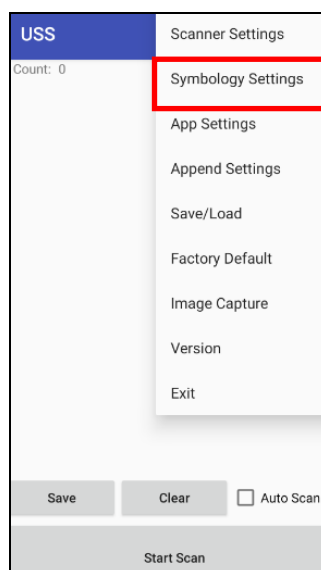 USS
Count: 0
Scanner Settings
Symbology Settings
App Settings
Append Settings
Save/Load
Factory Default
Image Capture
Version
Exit
Save
Clear
Auto Scan
Start Scan